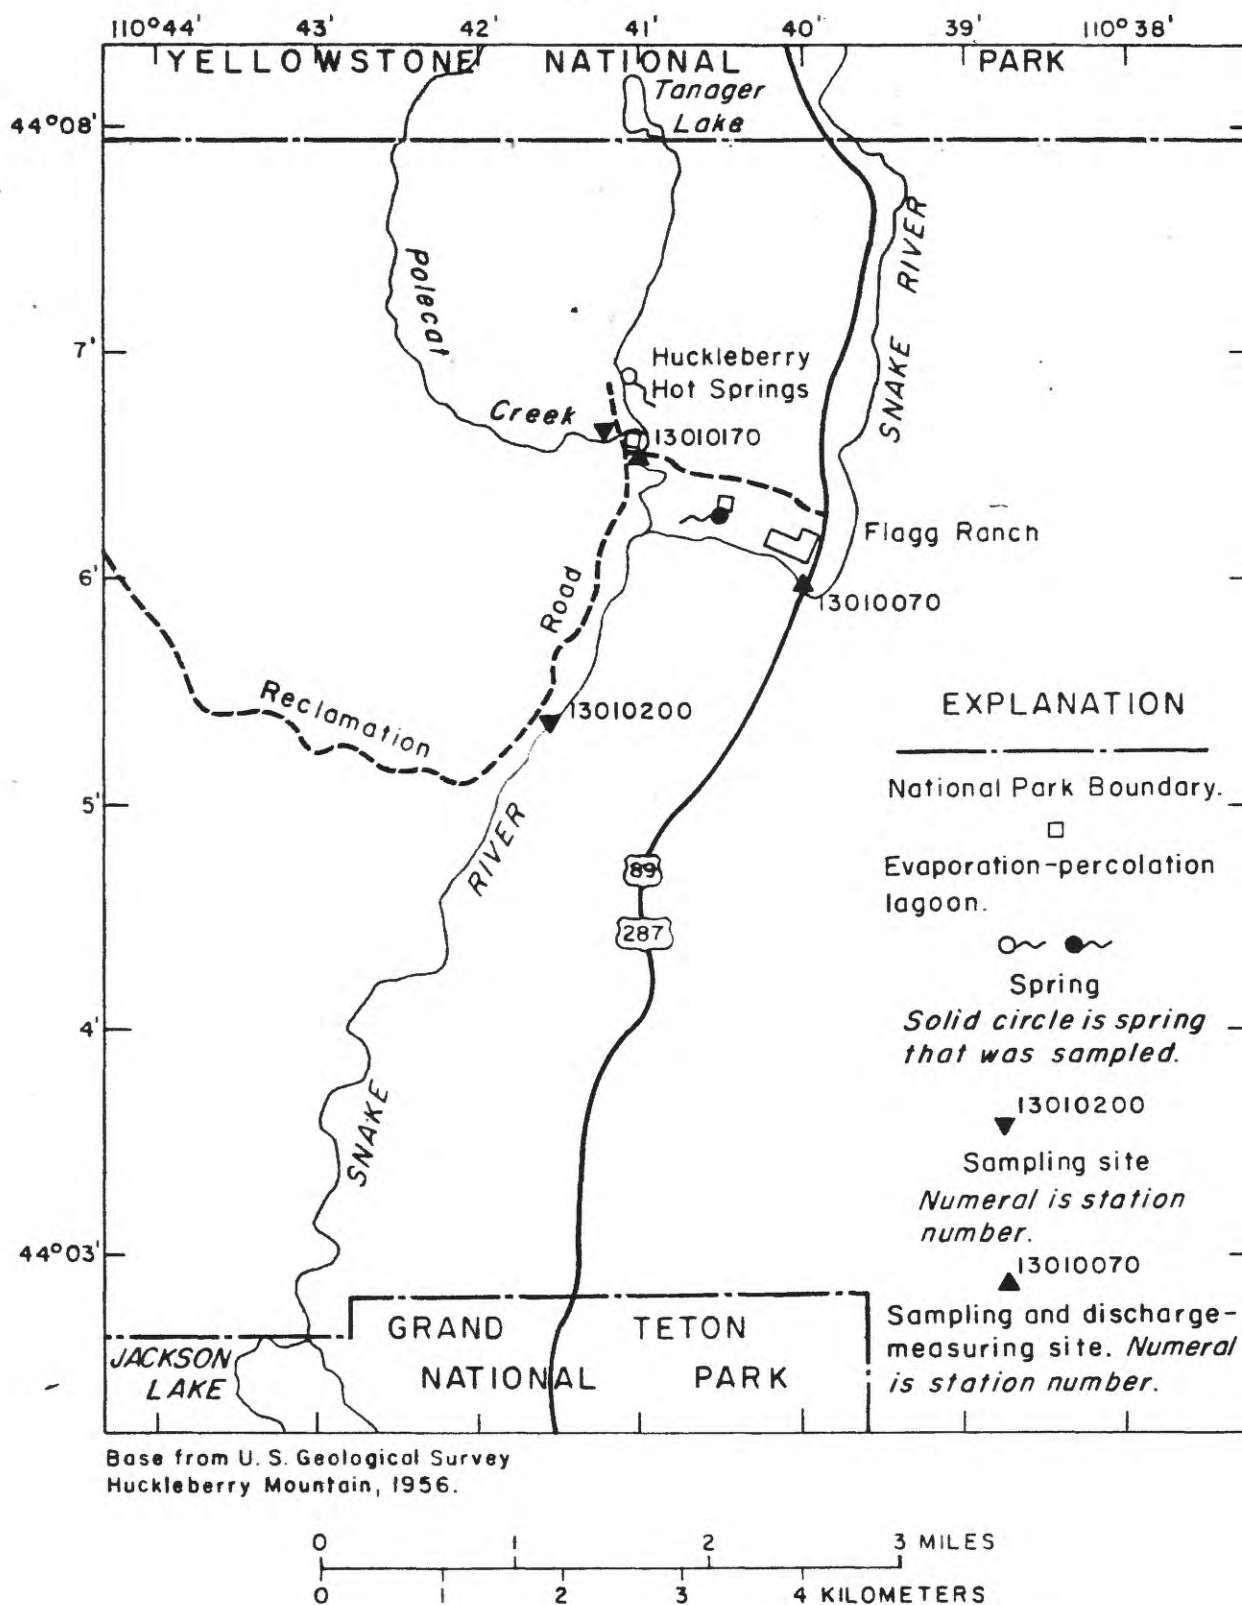 110°44' 43' 42' 41' 40' 39' 110°38'
YELLOWSTONE NATIONAL PARK
Tanager
Lake
44°08'
SNAKE RIVER
Polecat
Creek
7'
Huckleberry
Hot Springs
13010170
Flagg Ranch
6'
13010070
Road
Reclamation
13010200
EXPLANATION
National Park Boundary.
Evaporation-percolation
lagoon.
Spring
Solid circle is spring
that was sampled.
13010200
Sampling site
Numeral is station
number.
13010070
Sampling and discharge-
measuring site. Numeral
is station number.
5'
89
287
SNAKE RIVER
4'
44°03'
GRAND TETON
NATIONAL PARK
JACKSON
LAKE
Base from U. S. Geological Survey
Huckleberry Mountain, 1956.
0 1 2 3 MILES
0 1 2 3 4 KILOMETERS